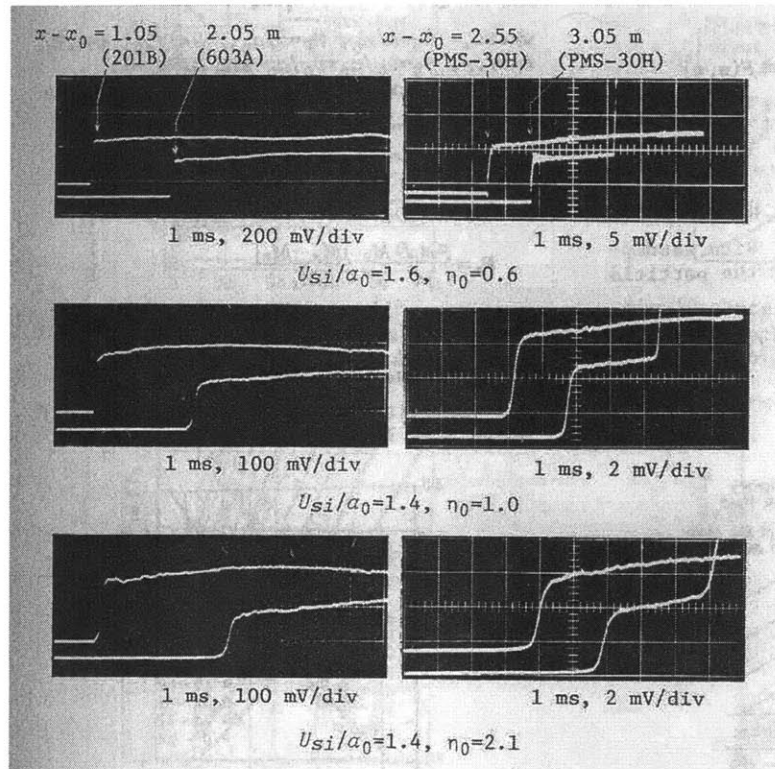 x-x₀=1.05 2.05 m x-x₀=2.55 3.05 m
(201B) (603A) (PMS-30H) (PMS-30H)
1 ms, 200 mV/div 1 ms, 5 mV/div
Usi/a₀=1.6, η₀=0.6
1 ms, 100 mV/div 1 ms, 2 mV/div
Usi/a₀=1.4, η₀=1.0
1 ms, 100 mV/div 1 ms, 2 mV/div
Usi/a₀=1.4, η₀=2.1